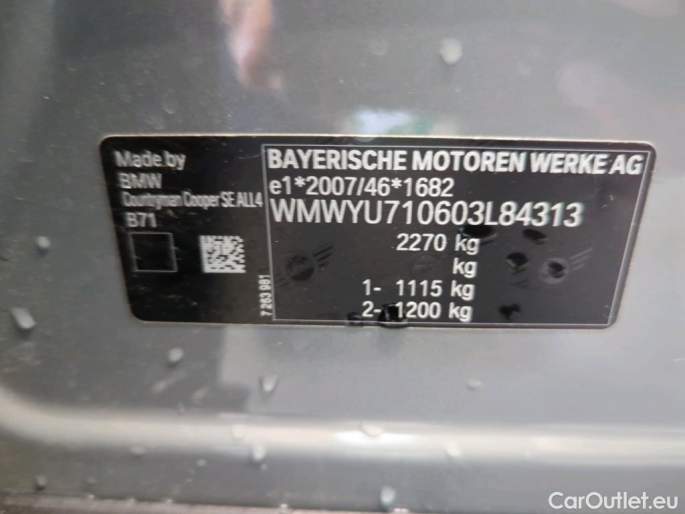 Made by
BMW
Countryman Cooper SE ALL4
B71
7 263 981
BAYERISCHE MOTOREN WERKE AG
e1*2007/46*1682
WMWYU710603L84313
2270 kg
kg
1- 1115 kg
2- 1200 kg
CarOutlet.eu